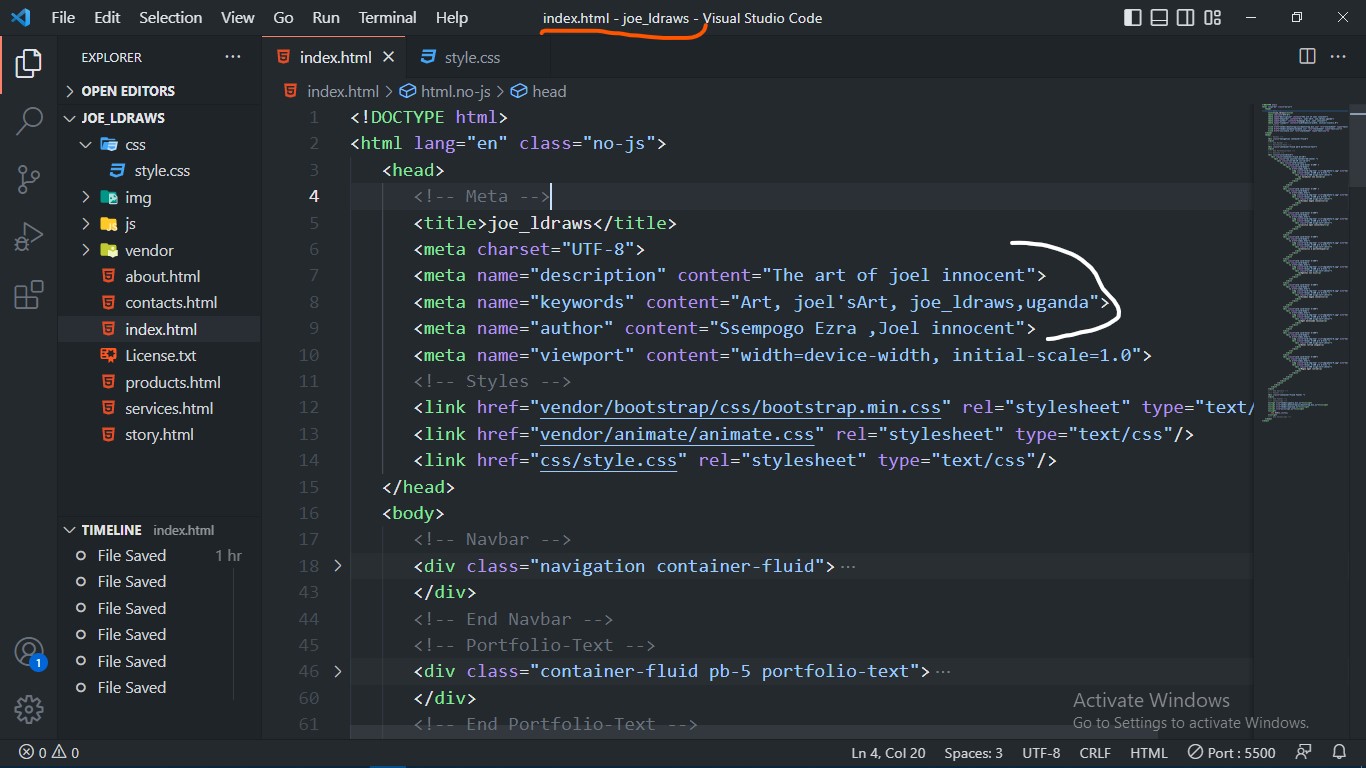 File Edit Selection View Go Run Terminal Help index.html - joe_ldraws - Visual Studio Code
EXPLORER
index.html
style.css
OPEN EDITORS
index.html > html.no-js > head
JOE_LDRAWS
css
style.css
img
js
vendor
about.html
contacts.html
index.html
License.txt
products.html
services.html
story.html
TIMELINE index.html
File Saved 1 hr
File Saved
File Saved
File Saved
File Saved
File Saved
1
1 <!DOCTYPE html>
2 <html lang="en" class="no-js">
3 <head>
4 <!-- Meta -->
5 <title>joe_ldraws</title>
6 <meta charset="UTF-8">
7 <meta name="description" content="The art of joel innocent">
8 <meta name="keywords" content="Art, joel'sArt, joe_ldraws,uganda">
9 <meta name="author" content="Ssempogo Ezra ,Joel innocent">
10 <meta name="viewport" content="width=device-width, initial-scale=1.0">
11 <!-- Styles -->
12 <link href="vendor/bootstrap/css/bootstrap.min.css" rel="stylesheet" type="text/
13 <link href="vendor/animate/animate.css" rel="stylesheet" type="text/css"/>
14 <link href="css/style.css" rel="stylesheet" type="text/css"/>
15 </head>
16 <body>
17 <!-- Navbar -->
18 <div class="navigation container-fluid">...
43 </div>
44 <!-- End Navbar -->
45 <!-- Portfolio-Text -->
46 <div class="container-fluid pb-5 portfolio-text">...
60 </div>
61 <!-- End Portfolio-Text -->
Activate Windows
Go to Settings to activate Windows.
0 0 Ln 4, Col 20 Spaces: 3 UTF-8 CRLF HTML Port : 5500